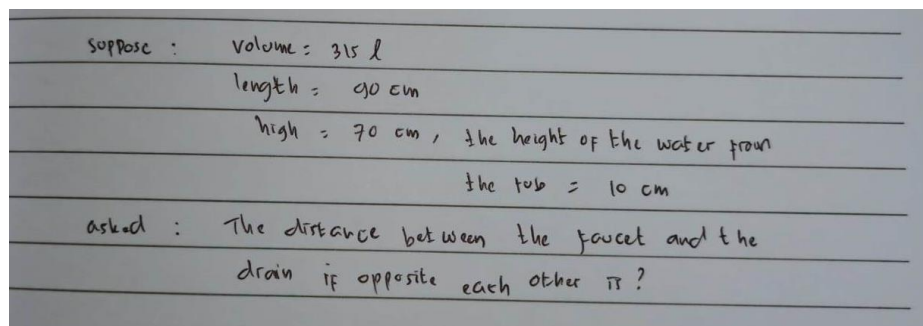 suppose : volume = 315 l
length = 90 cm
high = 70 cm, the height of the water from
the tub = 10 cm
asked : The distance between the faucet and the
drain if opposite each other is?